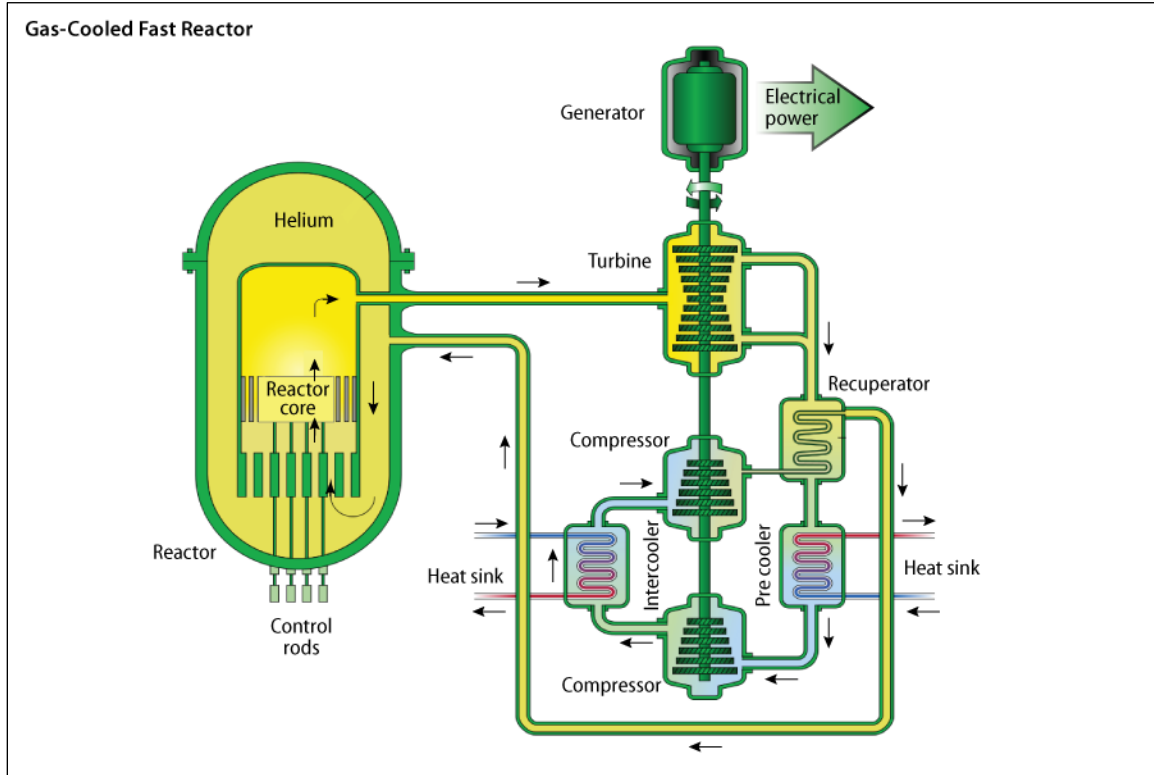 Gas-Cooled Fast Reactor
Generator
Electrical
power
Helium
Turbine
Reactor
core
Recuperator
Compressor
Reactor
Heat sink
Intercooler
Pre cooler
Heat sink
Control
rods
Compressor